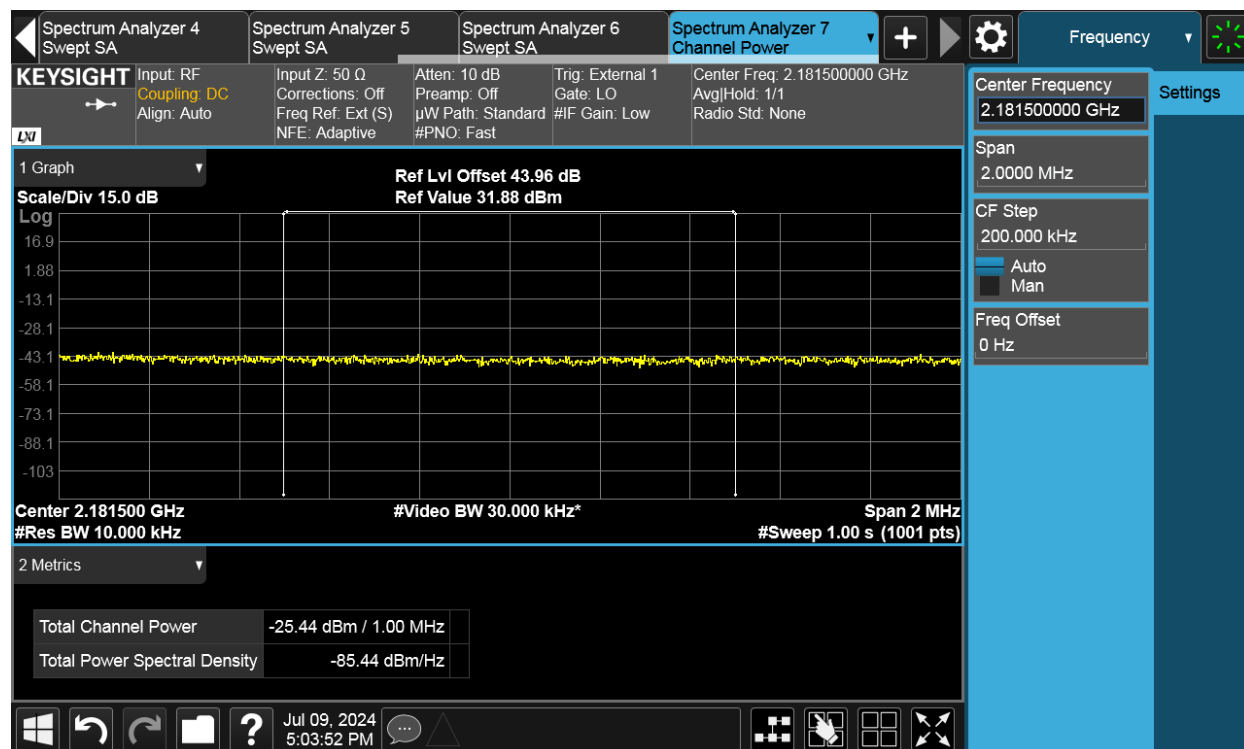 Spectrum Analyzer 4
Swept SA
Spectrum Analyzer 5
Swept SA
Spectrum Analyzer 6
Swept SA
Spectrum Analyzer 7
Channel Power
Frequency
KEYSIGHT
LXI
Input: RF
Coupling: DC
Align: Auto
Input Z: 50 Ω
Corrections: Off
Freq Ref: Ext (S)
NFE: Adaptive
Atten: 10 dB
Preamp: Off
µW Path: Standard
#PNO: Fast
Trig: External 1
Gate: LO
#IF Gain: Low
Center Freq: 2.181500000 GHz
Avg|Hold: 1/1
Radio Std: None
Center Frequency
2.181500000 GHz
Settings
Span
2.0000 MHz
CF Step
200.000 kHz
Auto
Man
Freq Offset
0 Hz
1 Graph
Scale/Div 15.0 dB
Ref Lvl Offset 43.96 dB
Ref Value 31.88 dBm
Log
16.9
1.88
-13.1
-28.1
-43.1
-58.1
-73.1
-88.1
-103
Center 2.181500 GHz
#Video BW 30.000 kHz*
Span 2 MHz
#Res BW 10.000 kHz
#Sweep 1.00 s (1001 pts)
2 Metrics
Total Channel Power -25.44 dBm / 1.00 MHz
Total Power Spectral Density -85.44 dBm/Hz
?
Jul 09, 2024
5:03:52 PM